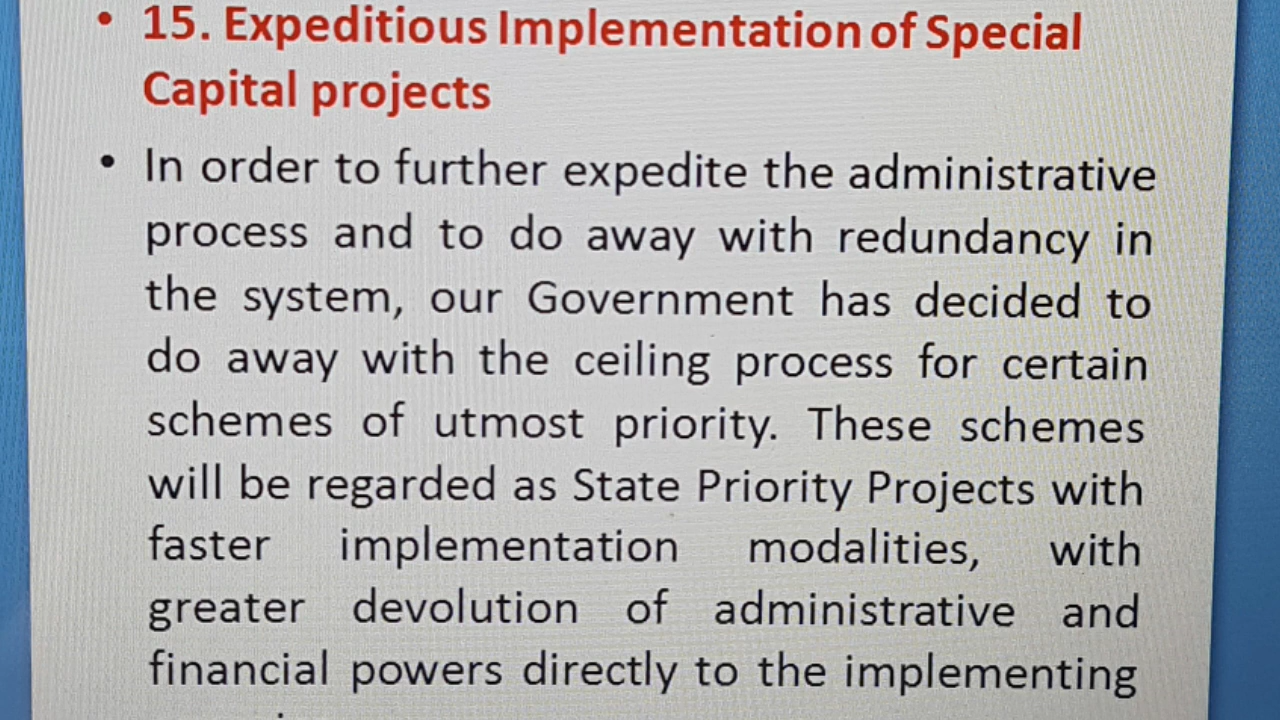 • 15. Expeditious Implementation of Special
Capital projects
• In order to further expedite the administrative
process and to do away with redundancy in
the system, our Government has decided to
do away with the ceiling process for certain
schemes of utmost priority. These schemes
will be regarded as State Priority Projects with
faster implementation modalities, with
greater devolution of administrative and
financial powers directly to the implementing